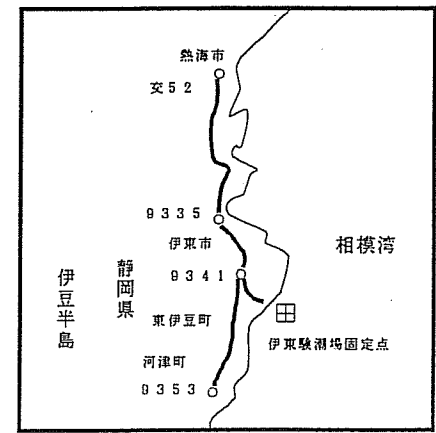 熱海市
交52
9335
伊東市
相模湾
9341
静岡県
伊豆半島
東伊豆町
伊東験潮場固定点
河津町
9353